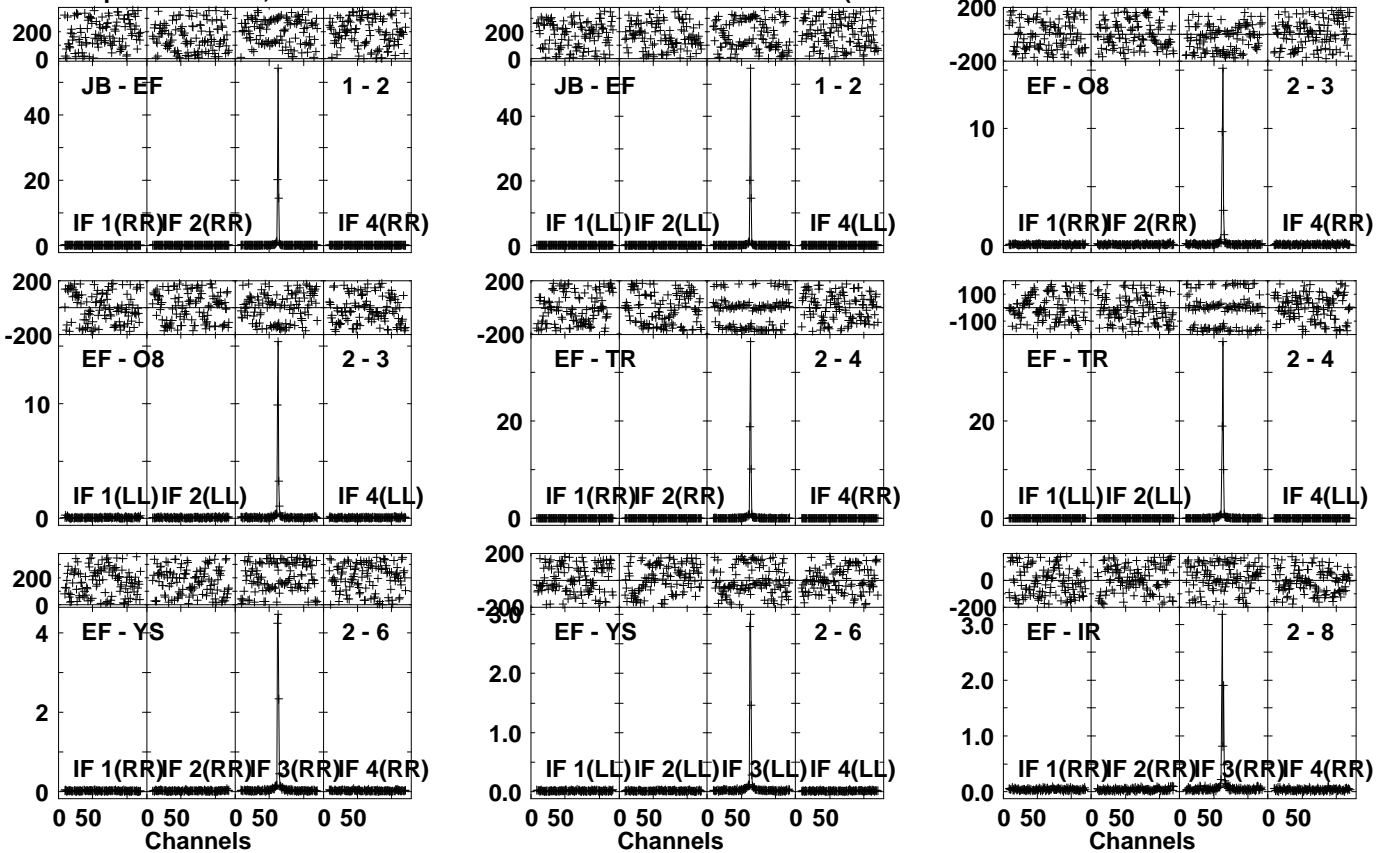 200 200 200
0 0 -200
JB - EF 1 - 2 JB - EF 1 - 2 EF - O8 2 - 3
40 40 10
20 20
IF 1(RR) IF 2(RR) IF 4(RR) IF 1(LL) IF 2(LL) IF 4(LL) IF 1(RR) IF 2(RR) IF 4(RR)
0 0 0
200 200 100
-200 -200 -100
EF - O8 2 - 3 EF - TR 2 - 4 EF - TR 2 - 4
10 20 20
IF 1(LL) IF 2(LL) IF 4(LL) IF 1(RR) IF 2(RR) IF 4(RR) IF 1(LL) IF 2(LL) IF 4(LL)
0 0 0
200 200 0
0 -200 -200
4 3.0 3.0
EF - YS 2 - 6 EF - YS 2 - 6 EF - IR 2 - 8
2 2.0 2.0
1.0 1.0
IF 1(RR) IF 2(RR) IF 3(RR) IF 4(RR) IF 1(LL) IF 2(LL) IF 3(LL) IF 4(LL) IF 1(RR) IF 2(RR) IF 3(RR) IF 4(RR)
0 0.0 0.0
0 50 0 50 0 50 0 50 0 50 0 50 0 50 0 50 0 50 0 50 0 50 0 50
Channels Channels Channels